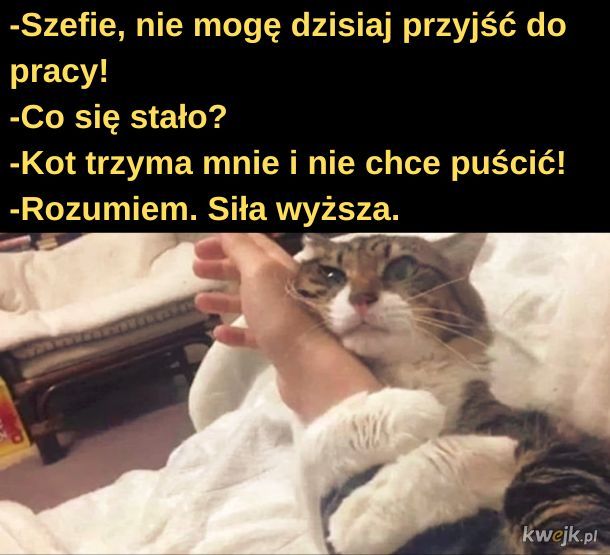 -Szefie, nie mogę dzisiaj przyjść do
pracy!
-Co się stało?
-Kot trzyma mnie i nie chce puścić!
-Rozumiem. Siła wyższa.
kwejk.pl